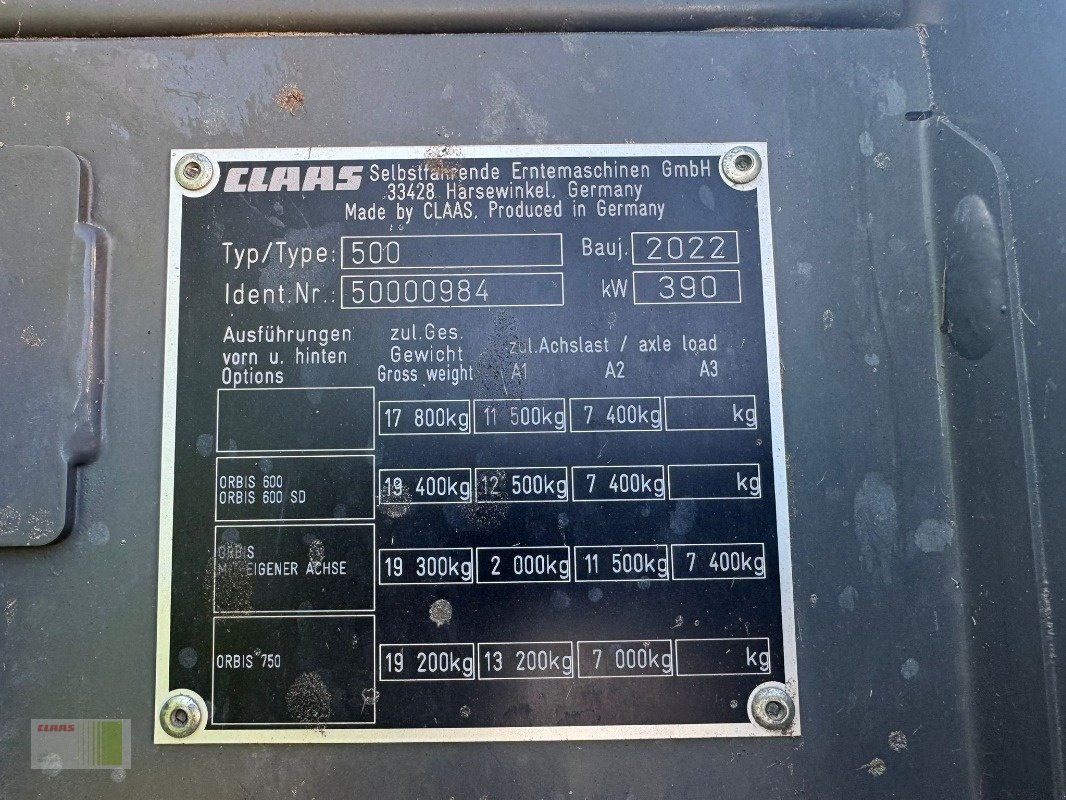 CLAAS Selbstfahrende Erntemaschinen GmbH
33428 Harsewinkel, Germany
Made by CLAAS, Produced in Germany
Typ/Type: 500 Bauj. 2022
Ident.Nr.: 50000984 kW 390
Ausführungen zul.Ges. zul.Achslast / axle load
vorn u. hinten Gewicht
Options Gross weight A1 A2 A3
17 800kg 11 500kg 7 400kg kg
ORBIS 600
ORBIS 600 SD
19 400kg 12 500kg 7 400kg kg
ORBIS
MIT EIGENER ACHSE 19 300kg 2 000kg 11 500kg 7 400kg
ORBIS 750 19 200kg 13 200kg 7 000kg kg
CLAAS